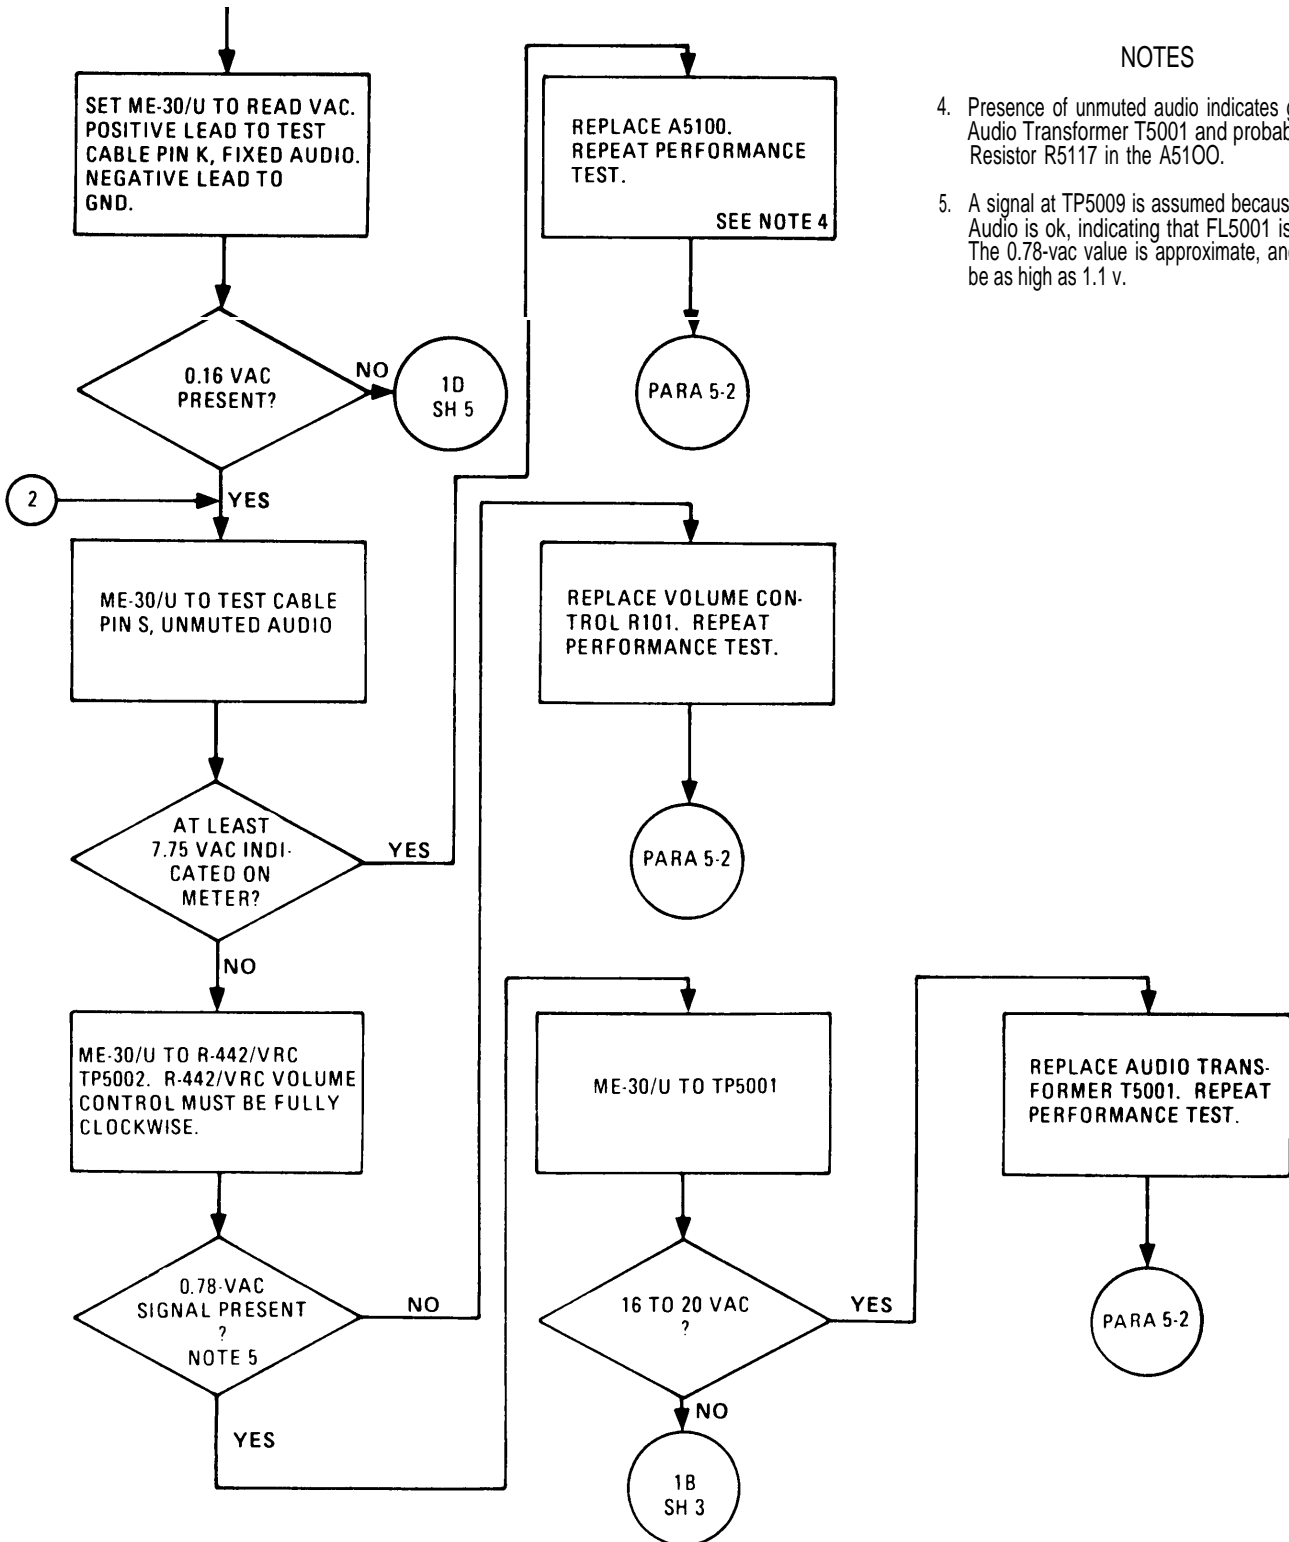 SET ME-30/U TO READ VAC.
POSITIVE LEAD TO TEST
CABLE PIN K, FIXED AUDIO.
NEGATIVE LEAD TO
GND.
0.16 VAC
PRESENT?
NO
1D
SH 5
2
YES
ME-30/U TO TEST CABLE
PIN S, UNMUTED AUDIO
AT LEAST
7.75 VAC INDI-
CATED ON
METER?
YES
NO
ME-30/U TO R-442/VRC
TP5002. R-442/VRC VOLUME
CONTROL MUST BE FULLY
CLOCKWISE.
0.78-VAC
SIGNAL PRESENT
?
NOTE 5
NO
YES
REPLACE A5100.
REPEAT PERFORMANCE
TEST.
SEE NOTE 4
PARA 5-2
REPLACE VOLUME CON-
TROL R101. REPEAT
PERFORMANCE TEST.
PARA 5-2
ME-30/U TO TP5001
16 TO 20 VAC
?
YES
NO
1B
SH 3
REPLACE AUDIO TRANS-
FORMER T5001. REPEAT
PERFORMANCE TEST.
PARA 5-2
NOTES
4. Presence of unmuted audio indicates
Audio Transformer T5001 and
Resistor R5117 in the A51OO.
5. A signal at TP5009 is assumed
Audio is ok, indicating that FL5001 is
The 0.78-vac value is approximate,
be as high as 1.1 v.